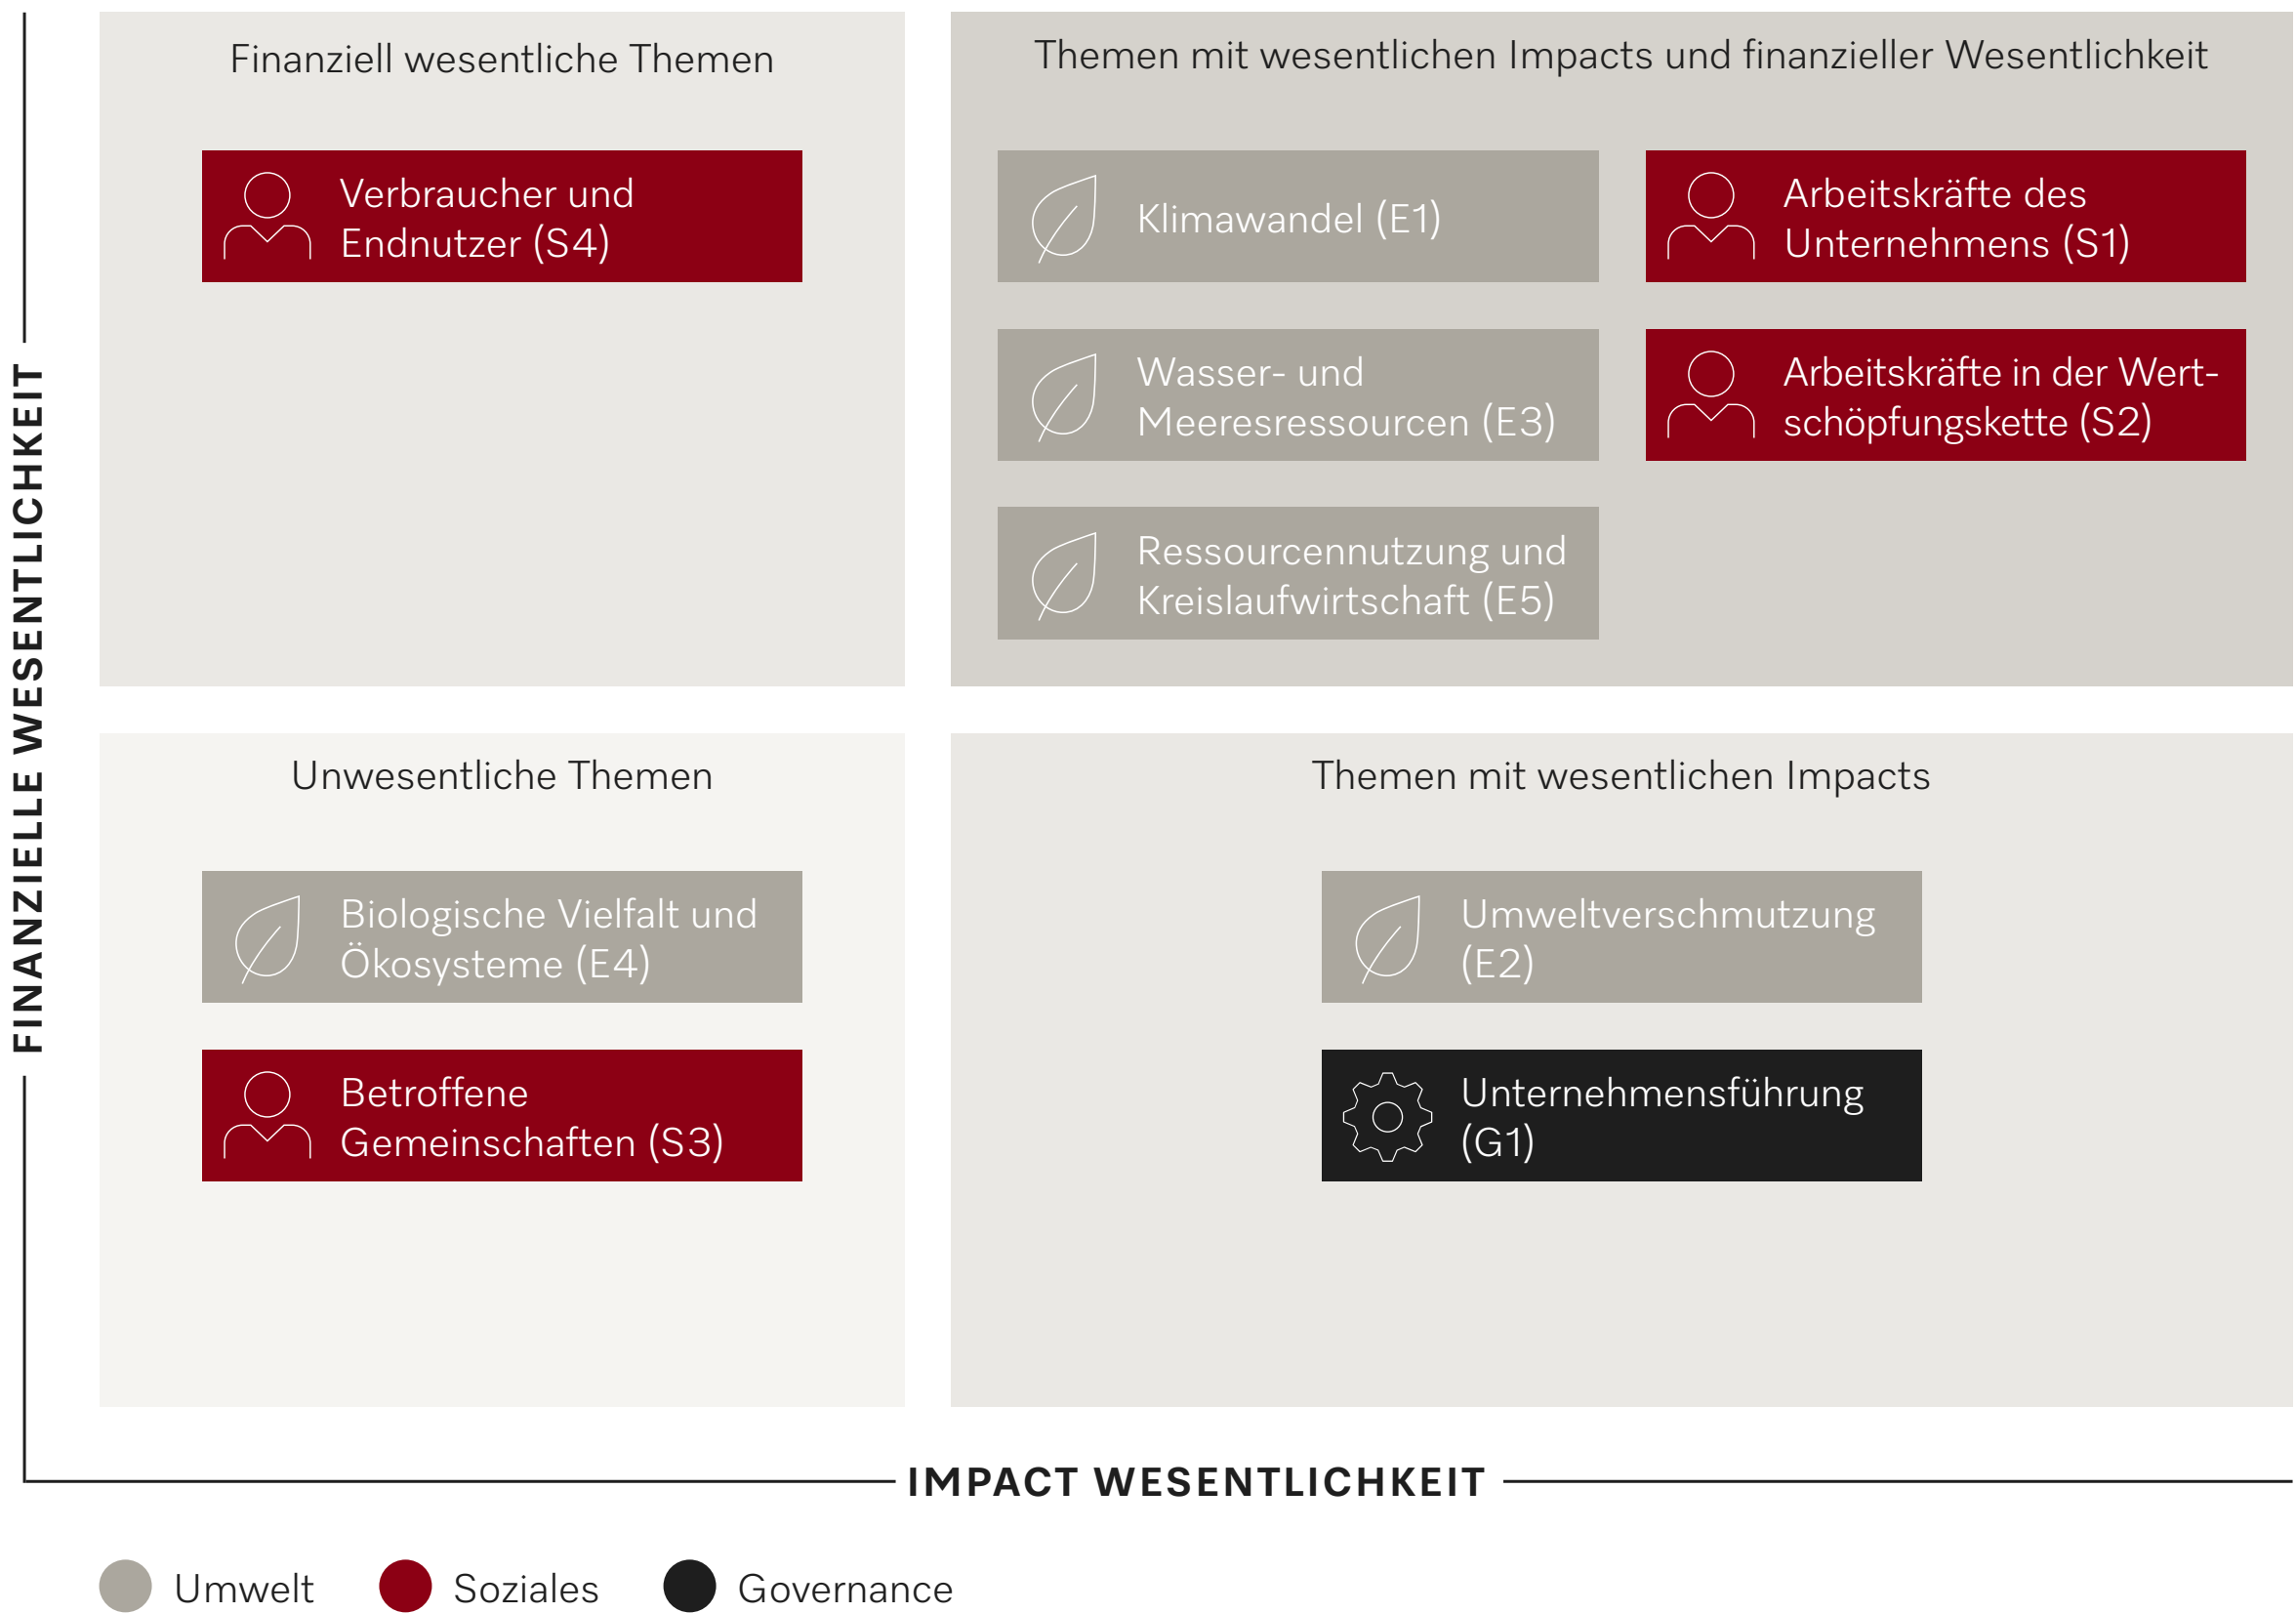 FINANZIELLE WESENTLICHKEIT
Finanziell wesentliche Themen
Verbraucher und
Endnutzer (S4)
Themen mit wesentlichen Impacts und finanzieller Wesentlichkeit
Klimawandel (E1)
Wasser- und
Meeresressourcen (E3)
Ressourcennutzung und
Kreislaufwirtschaft (E5)
Arbeitskräfte des
Unternehmens (S1)
Arbeitskräfte in der Wert-
schöpfungskette (S2)
Unwesentliche Themen
Biologische Vielfalt und
Ökosysteme (E4)
Betroffene
Gemeinschaften (S3)
Themen mit wesentlichen Impacts
Umweltverschmutzung
(E2)
Unternehmensführung
(G1)
IMPACT WESENTLICHKEIT
Umwelt
Soziales
Governance